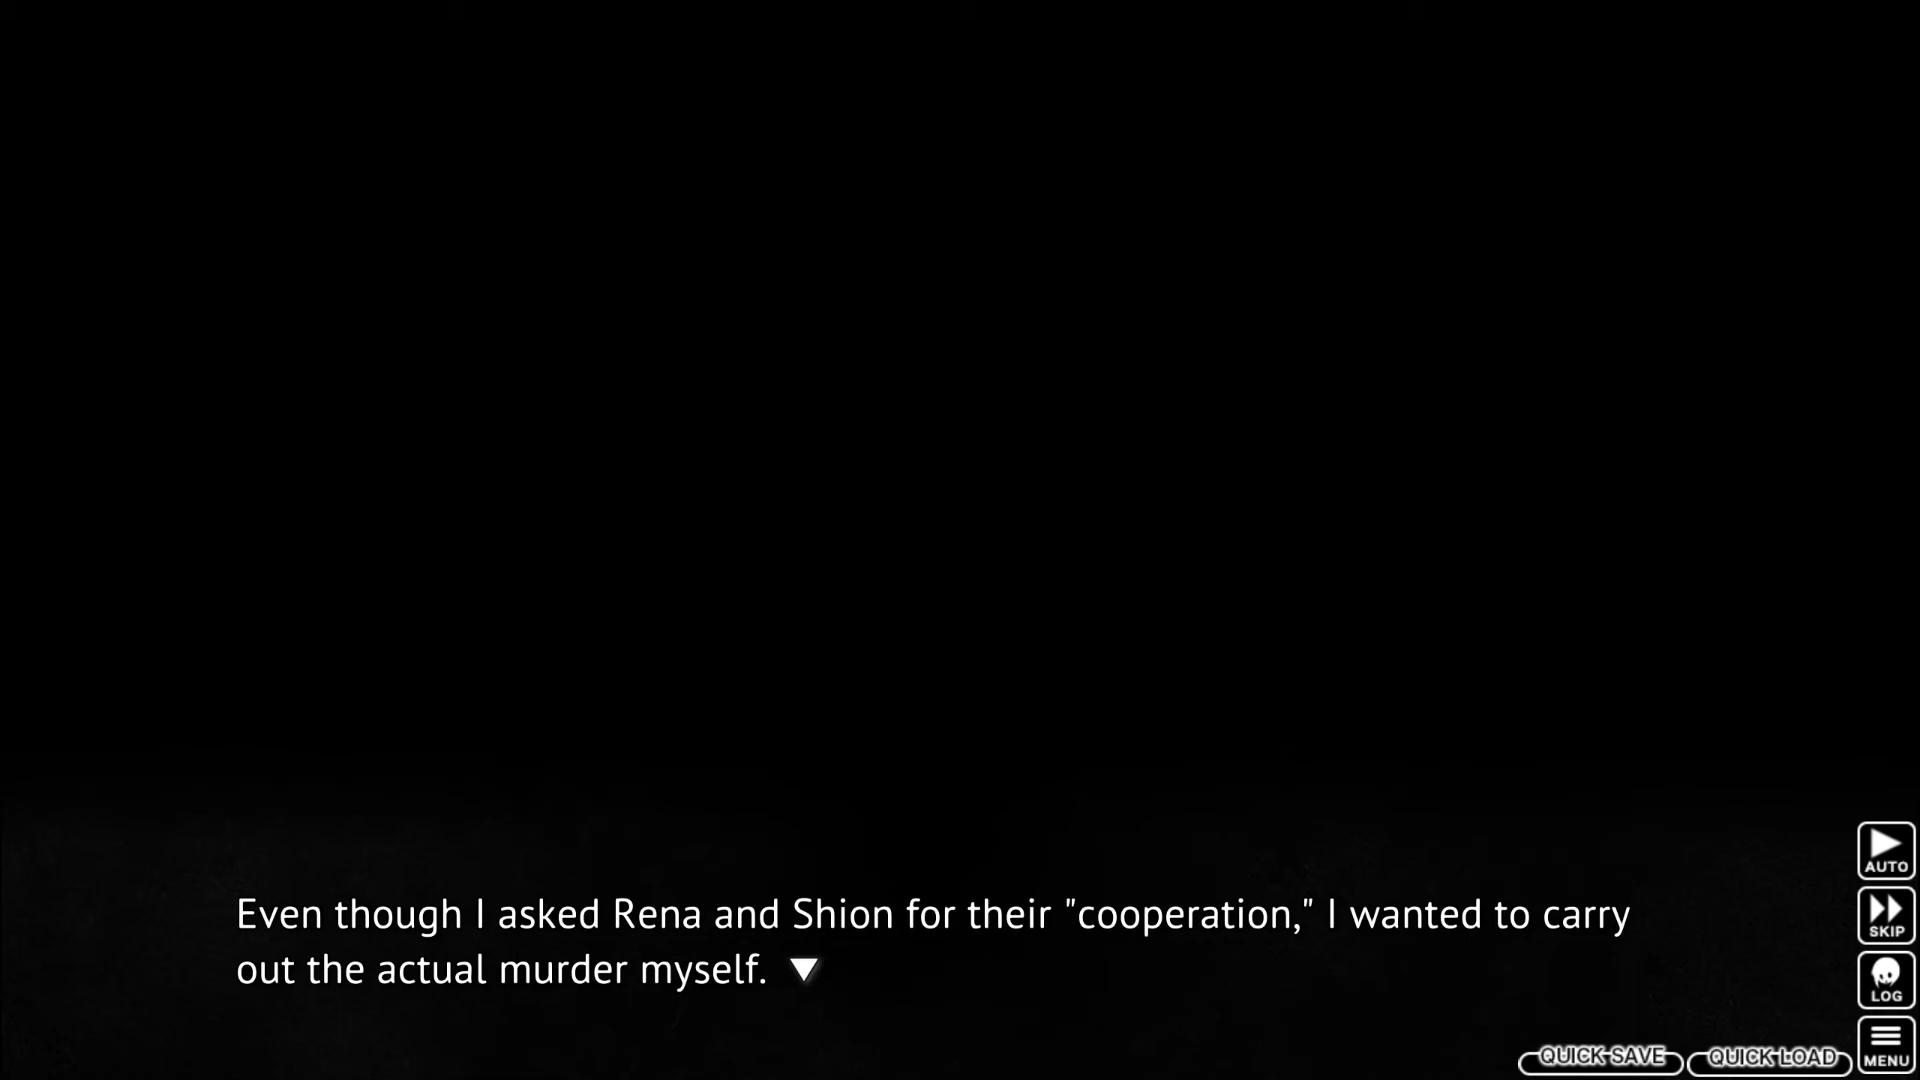 Even though I asked Rena and Shion for their "cooperation," I wanted to carry
out the actual murder myself.
AUTO
SKIP
LOG
MENU
QUICK SAVE
QUICK LOAD